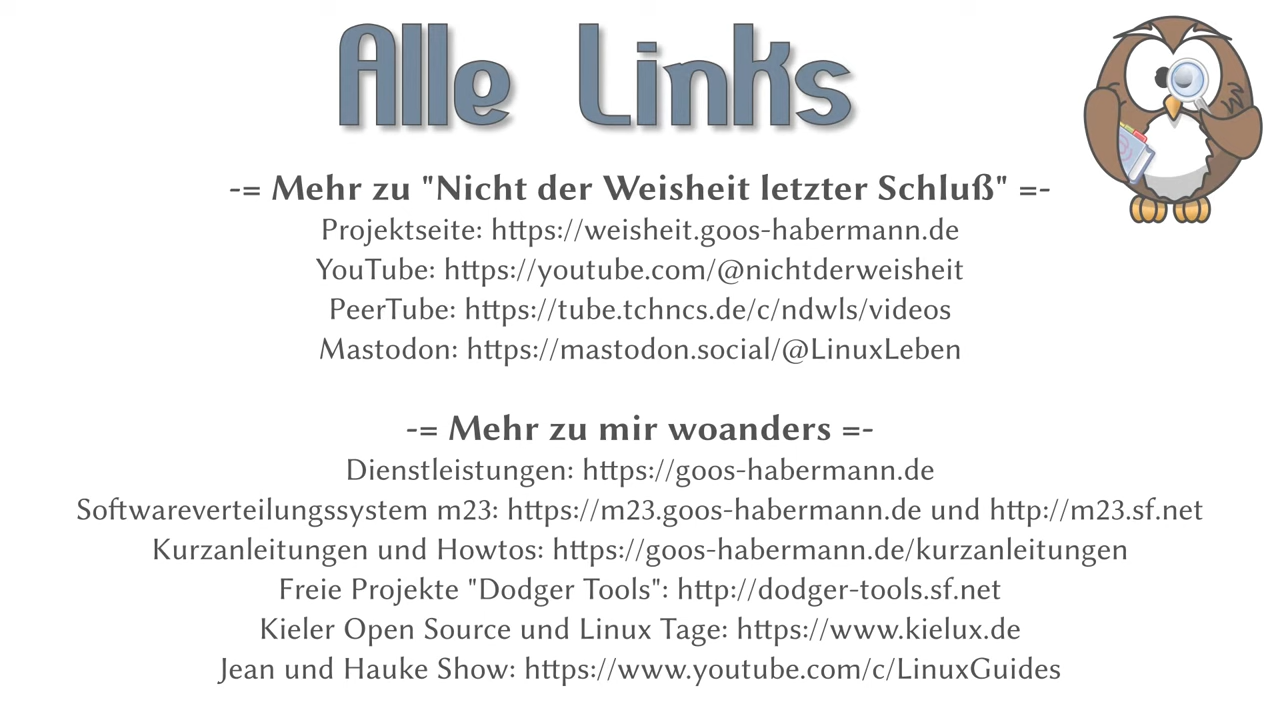 Alle Links
-= Mehr zu "Nicht der Weisheit letzter Schluß" =-
Projektseite: https://weisheit.goos-habermann.de
YouTube: https://youtube.com/@nichtderweisheit
PeerTube: https://tube.tchncs.de/c/ndwls/videos
Mastodon: https://mastodon.social/@LinuxLeben
-= Mehr zu mir woanders =-
Dienstleistungen: https://goos-habermann.de
Softwareverteilungssystem m23: https://m23.goos-habermann.de und http://m23.sf.net
Kurzanleitungen und Howtos: https://goos-habermann.de/kurzanleitungen
Freie Projekte "Dodger Tools": http://dodger-tools.sf.net
Kieler Open Source und Linux Tage: https://www.kielux.de
Jean und Hauke Show: https://www.youtube.com/c/LinuxGuides